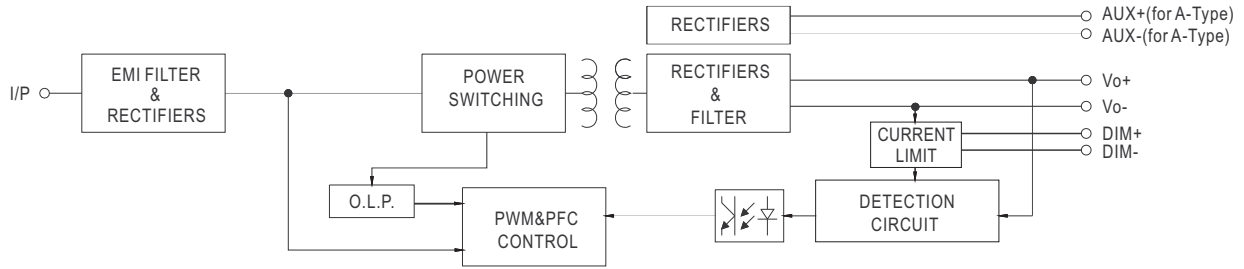 RECTIFIERS
AUX+(for A-Type)
AUX-(for A-Type)
I/P
EMI FILTER
&
RECTIFIERS
POWER
SWITCHING
RECTIFIERS
&
FILTER
Vo+
Vo-
CURRENT
LIMIT
DIM+
DIM-
O.L.P.
PWM&PFC
CONTROL
DETECTION
CIRCUIT